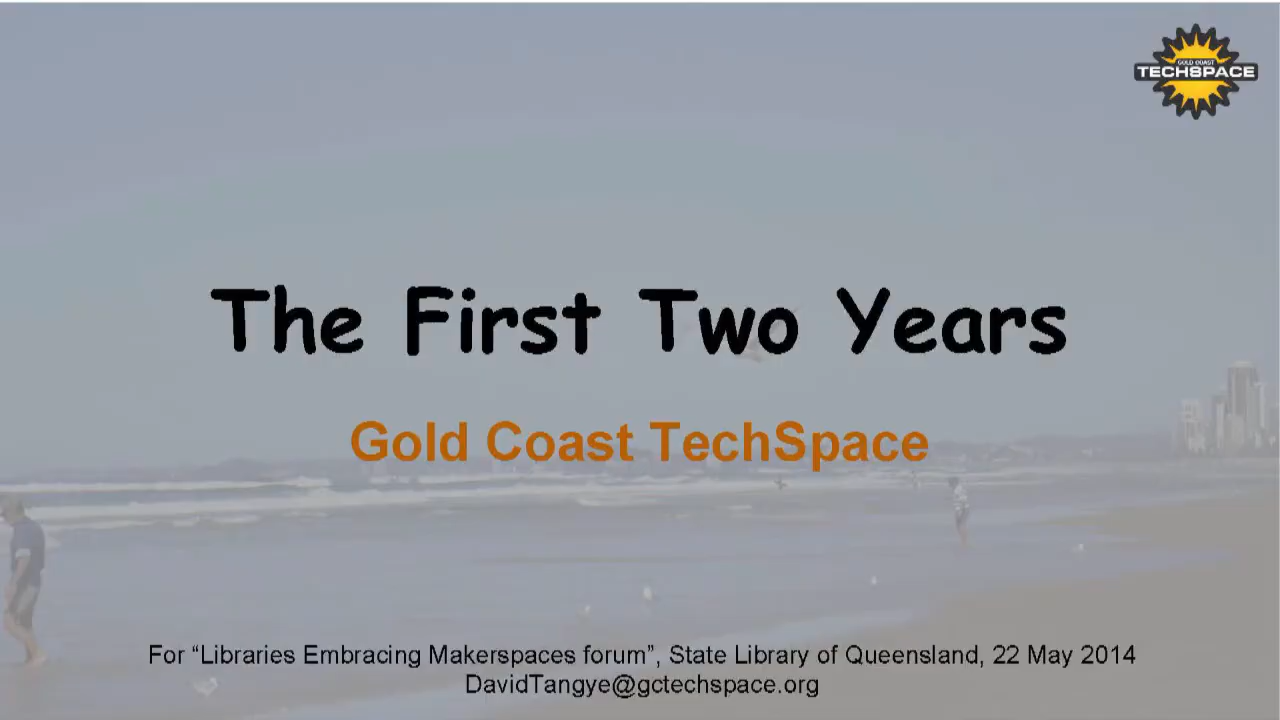 GOLD COAST
TECHSPACE
The First Two Years
Gold Coast TechSpace
For “Libraries Embracing Makerspaces forum”, State Library of Queensland, 22 May 2014
DavidTangye@gctechspace.org